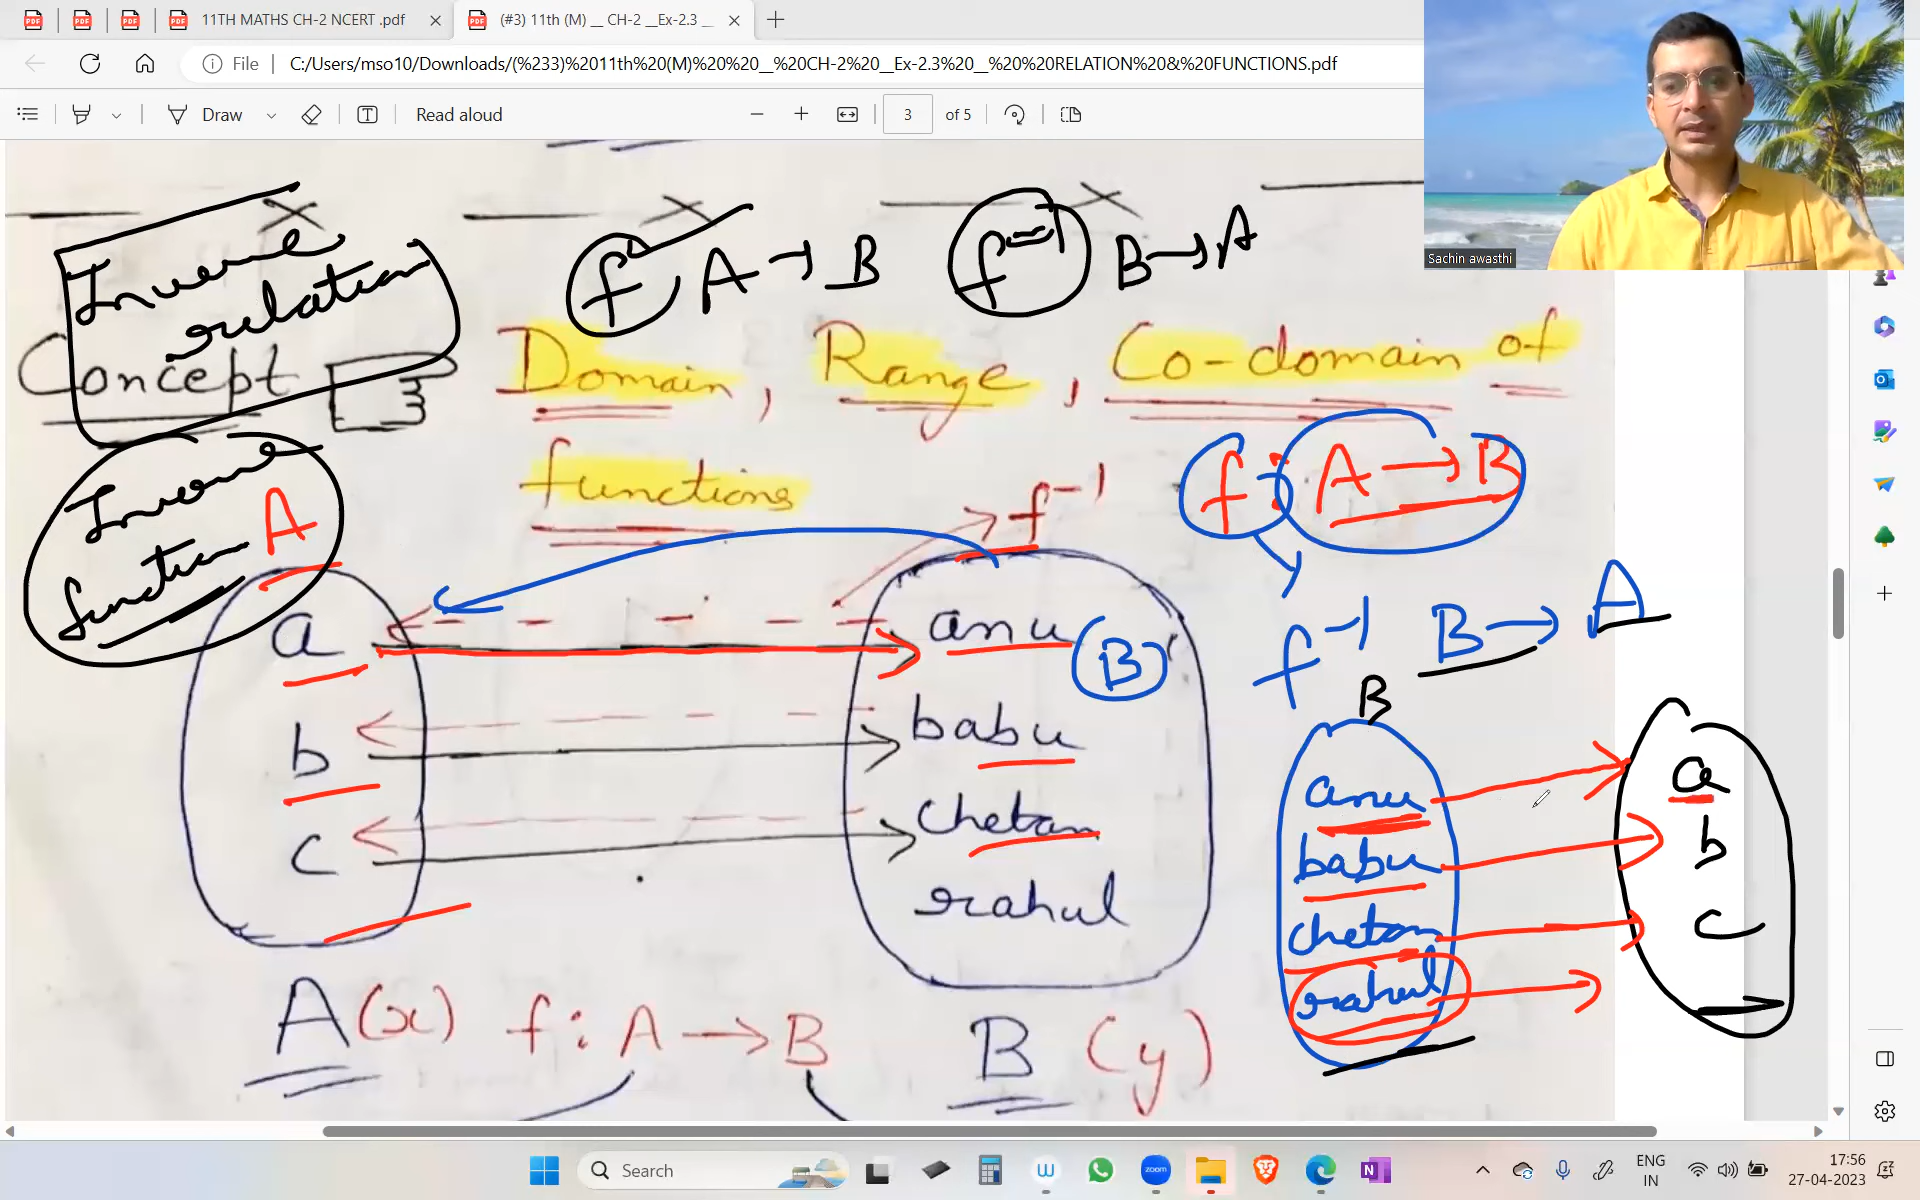 11TH MATHS CH-2 NCERT .pdf
(#3) 11th (M) __ CH-2 __Ex-2.3 __
File
C:/Users/mso10/Downloads/(%233)%2011th%20(M)%20%20__%20CH-2%20__Ex-2.3%20__%20%20RELATION%20&%20FUNCTIONS.pdf
Draw
Read aloud
3 of 5
Sachin awasthi
Inverse
relation
f A → B
f⁻¹ B → A
Concept
Domain, Range, Co-domain of
functions
f : A → B
f⁻¹
Inverse
function
A
f⁻¹ B → A
a
b
c
anu
B
babu
chetan
rahul
B
anu
babu
chetan
rahul
a
b
c
A (x) f : A → B B (y)
Search
zoom
ENG
IN
17:56
27-04-2023